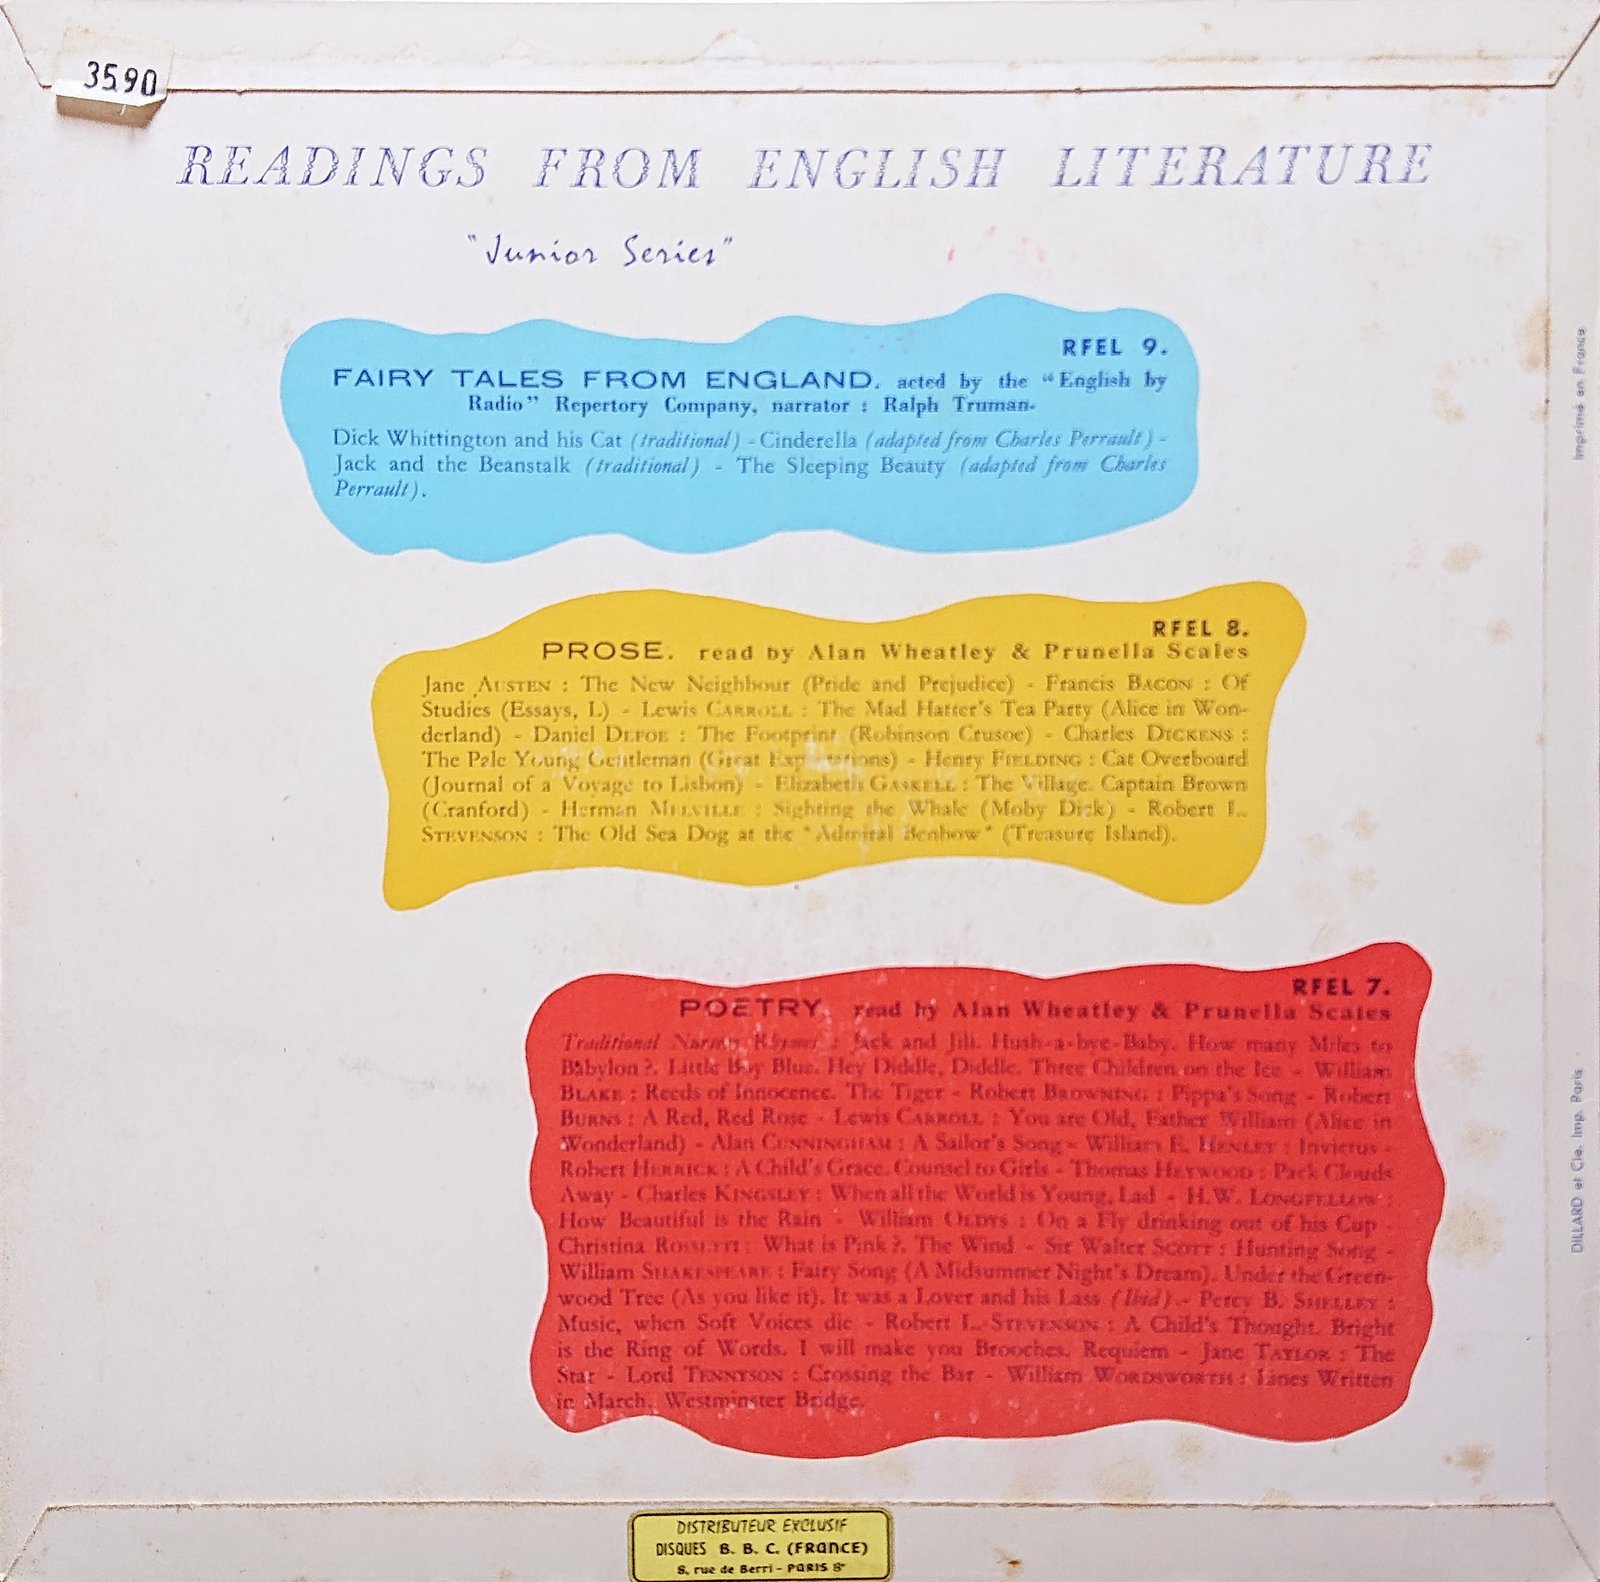 3590
READINGS FROM ENGLISH LITERATURE
"Junior Series"
RFEL 9.
FAIRY TALES FROM ENGLAND. acted by the "English by
Radio" Repertory Company, narrator : Ralph Truman.
Dick Whittington and his Cat (traditional) - Cinderella (adapted from Charles Perrault) -
Jack and the Beanstalk (traditional) - The Sleeping Beauty (adapted from Charles
Perrault).
RFEL 8.
PROSE. read by Alan Wheatley & Prunella Scales
Jane AUSTEN : The New Neighbour (Pride and Prejudice) - Francis BACON : Of
Studies (Essays, L) - Lewis CARROLL : The Mad Hatter's Tea Party (Alice in Won-
derland) - Daniel DEFOE : The Footprint (Robinson Crusoe) - Charles DICKENS :
The Pale Young Gentleman (Great Expectations) - Henry FIELDING : Cat Overboard
(Journal of a Voyage to Lisbon) - Elizabeth GASKELL : The Village. Captain Brown
(Cranford) - Herman MELVILLE : Sighting the Whale (Moby Dick) - Robert L.
STEVENSON : The Old Sea Dog at the "Admiral Benbow" (Treasure Island).
RFEL 7.
POETRY. read by Alan Wheatley & Prunella Scales
Traditional Nursery Rhymes : Jack and Jill. Hush-a-bye-Baby. How many Miles to
Babylon ?. Little Boy Blue. Hey Diddle, Diddle. Three Children on the Ice - William
BLAKE : Reeds of Innocence. The Tiger - Robert BROWNING : Pippa's Song - Robert
BURNS : A Red, Red Rose - Lewis CARROLL : You are Old, Father William (Alice in
Wonderland) - Alan CUNNINGHAM : A Sailor's Song - William E. HENLEY : Invictus -
Robert HERRICK : A Child's Grace. Counsel to Girls - Thomas HEYWOOD : Pack Clouds
Away - Charles KINGSLEY : When all the World is Young, Lad - H.W. LONGFELLOW :
How Beautiful is the Rain - William OLDYS : On a Fly drinking out of his Cup -
Christina ROSSETTI : What is Pink ?. The Wind - Sir Walter SCOTT : Hunting Song -
William SHAKESPEARE : Fairy Song (A Midsummer Night's Dream). Under the Green-
wood Tree (As you like it). It was a Lover and his Lass (Ibid). - Percy B. SHELLEY :
Music, when Soft Voices die - Robert L. STEVENSON : A Child's Thought. Bright
is the Ring of Words. I will make you Brooches. Requiem - Jane TAYLOR : The
Star - Lord TENNYSON : Crossing the Bar - William WORDSWORTH : Lines Written
in March. Westminster Bridge.
Imprimé en France
DILLARD et Cie. Imp. Paris
DISTRIBUTEUR EXCLUSIF
DISQUES B. B. C. (FRANCE)
8, rue de Berri - PARIS 8e